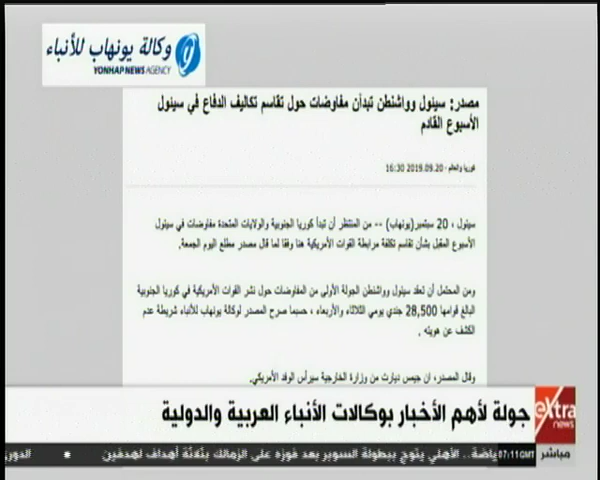 وكالة يونهاب للأنباء
YONHAP NEWS AGENCY
مصدر: سيئول وواشنطن تبدأن مفاوضات حول تقاسم تكاليف الدفاع في سيئول
الأسبوع القادم
كوريا والعالم - 2019.09.20 16:30
سيئول ، 20 سبتمبر(يونهاب) -- من المنتظر أن تبدأ كوريا الجنوبية والولايات المتحدة مفاوضات في سيئول
الأسبوع المقبل بشأن تقاسم تكلفة مرابطة القوات الأمريكية هنا وفقا لما قال مصدر مطلع اليوم الجمعة.
ومن المحتمل أن تعقد سيئول وواشنطن الجولة الأولى من المفاوضات حول نشر القوات الأمريكية في كوريا الجنوبية
البالغ قوامها 28,500 جندي يومي الثلاثاء والأربعاء ، حسبما صرح المصدر لوكالة يونهاب للأنباء شريطة عدم
الكشف عن هويته .
وقال المصدر، ان جيمس ديارت من وزارة الخارجية سيرأس الوفد الأمريكي.
جولة لأهم الأخبار بوكالات الأنباء العربية والدولية
extra
news
مباشر
07:11 GMT
ياضة.. الأهلي يتوج ببطولة السوبر بعد فوزه على الزمالك بثلاثة أهداف لهدفين * الدوري